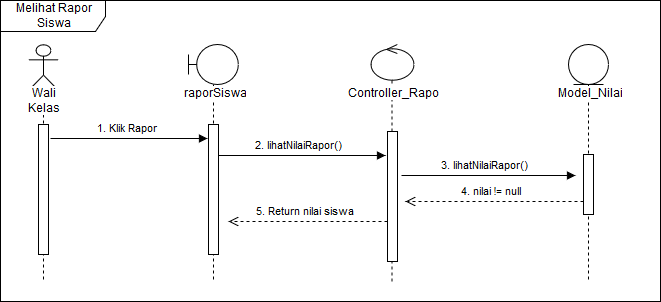 Melihat Rapor
Siswa
Wali
Kelas
raporSiswa
Controller_Rapo
Model_Nilai
1. Klik Rapor
2. lihatNilaiRapor()
3. lihatNilaiRapor()
4. nilai != null
5. Return nilai siswa